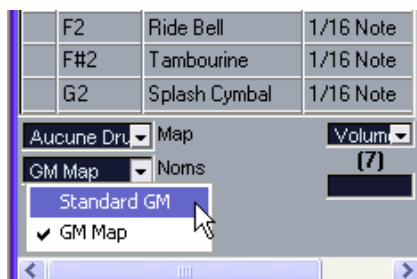 F2 Ride Bell 1/16 Note
F#2 Tambourine 1/16 Note
G2 Splash Cymbal 1/16 Note
Aucune Dru Map Volum
GM Map Noms (7)
Standard GM
✓ GM Map